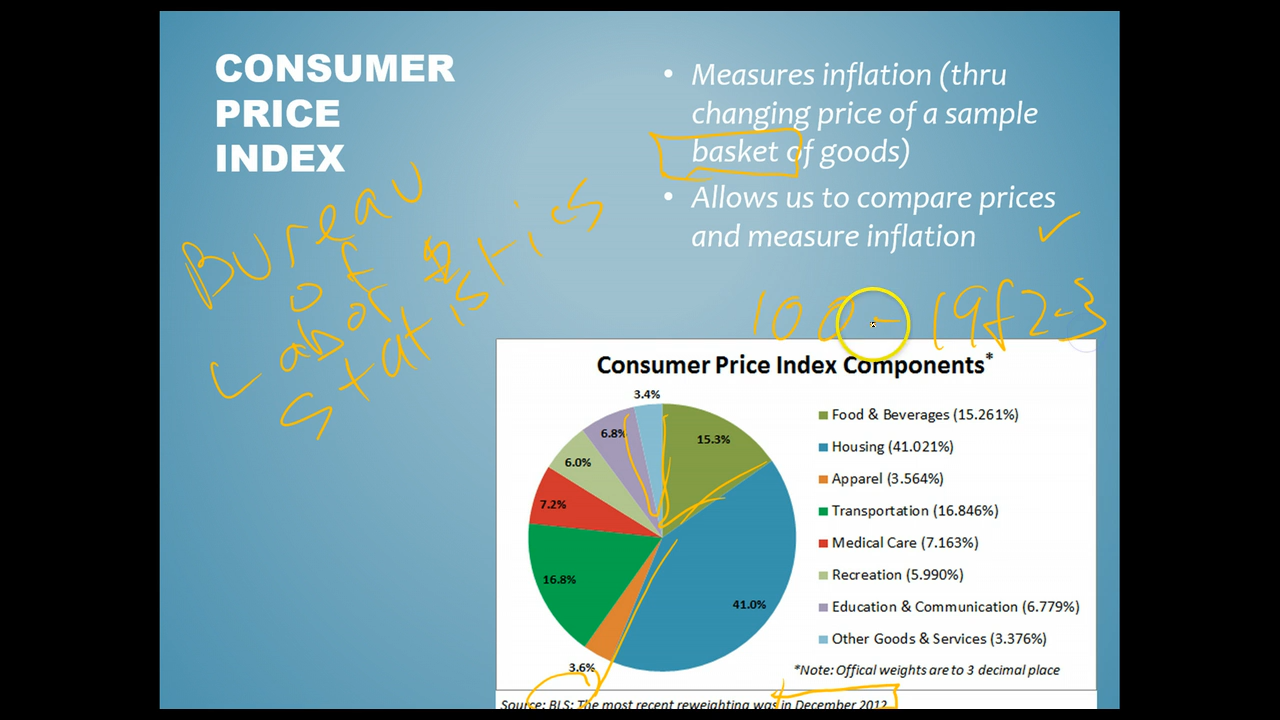 CONSUMER
PRICE
INDEX
• Measures inflation (thru
changing price of a sample
basket of goods)
• Allows us to compare prices
and measure inflation
Bureau
of
Labor
Statistics
100 - 1982-3
Consumer Price Index Components*
3.4%
15.3%
6.8%
6.0%
7.2%
16.8%
41.0%
3.6%
Food & Beverages (15.261%)
Housing (41.021%)
Apparel (3.564%)
Transportation (16.846%)
Medical Care (7.163%)
Recreation (5.990%)
Education & Communication (6.779%)
Other Goods & Services (3.376%)
*Note: Offical weights are to 3 decimal place
Source: BLS: The most recent reweighting was in December 2012